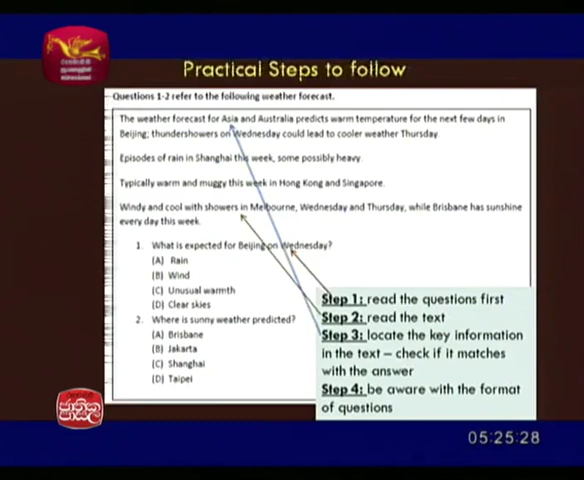 Practical Steps to follow
Questions 1-2 refer to the following weather forecast.
The weather forecast for Asia and Australia predicts warm temperature for the next few days in
Beijing; thundershowers on Wednesday could lead to cooler weather Thursday.
Episodes of rain in Shanghai this week, some possibly heavy.
Typically warm and muggy this week in Hong Kong and Singapore.
Windy and cool with showers in Melbourne, Wednesday and Thursday, while Brisbane has sunshine
every day this week.
1. What is expected for Beijing on Wednesday?
(A) Rain
(B) Wind
(C) Unusual warmth
(D) Clear skies
2. Where is sunny weather predicted?
(A) Brisbane
(B) Jakarta
(C) Shanghai
(D) Taipei
Step 1: read the questions first
Step 2: read the text
Step 3: locate the key information
in the text – check if it matches
with the answer
Step 4: be aware with the format
of questions
05:25:28